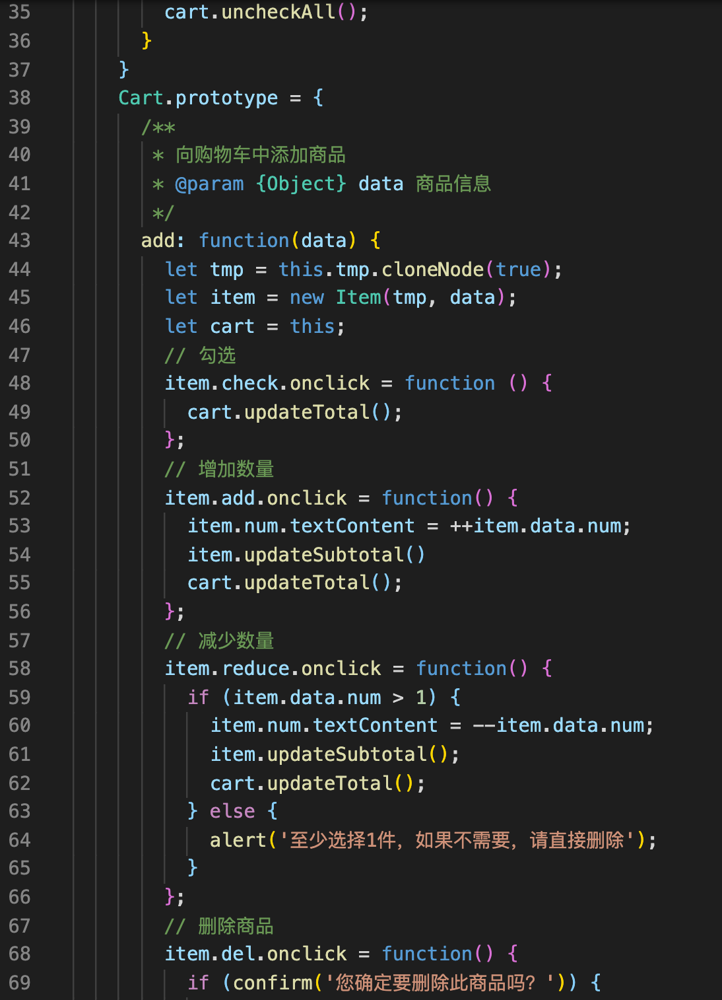 35 cart.uncheckAll();
36 }
37 }
38 Cart.prototype = {
39 /**
40 * 向购物车中添加商品
41 * @param {Object} data 商品信息
42 */
43 add: function(data) {
44 let tmp = this.tmp.cloneNode(true);
45 let item = new Item(tmp, data);
46 let cart = this;
47 // 勾选
48 item.check.onclick = function () {
49 cart.updateTotal();
50 };
51 // 增加数量
52 item.add.onclick = function() {
53 item.num.textContent = ++item.data.num;
54 item.updateSubtotal()
55 cart.updateTotal();
56 };
57 // 减少数量
58 item.reduce.onclick = function() {
59 if (item.data.num > 1) {
60 item.num.textContent = --item.data.num;
61 item.updateSubtotal();
62 cart.updateTotal();
63 } else {
64 alert('至少选择1件，如果不需要，请直接删除');
65 }
66 };
67 // 删除商品
68 item.del.onclick = function() {
69 if (confirm('您确定要删除此商品吗？')) {